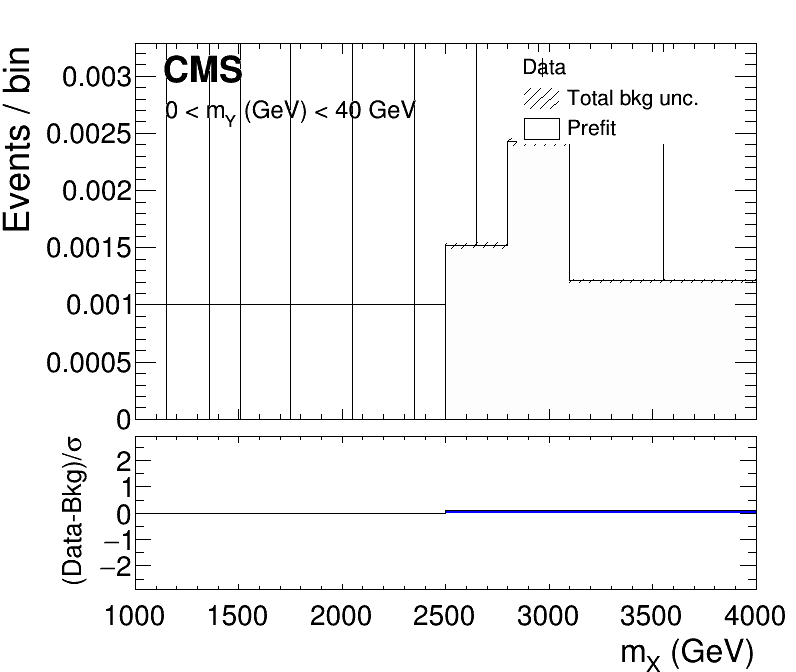 CMS
0 < mY (GeV) < 40 GeV
Data
Total bkg unc.
Prefit
Events / bin
0.003
0.0025
0.002
0.0015
0.001
0.0005
0
(Data-Bkg)/σ
2
1
0
−1
−2
1000 1500 2000 2500 3000 3500 4000
mX (GeV)